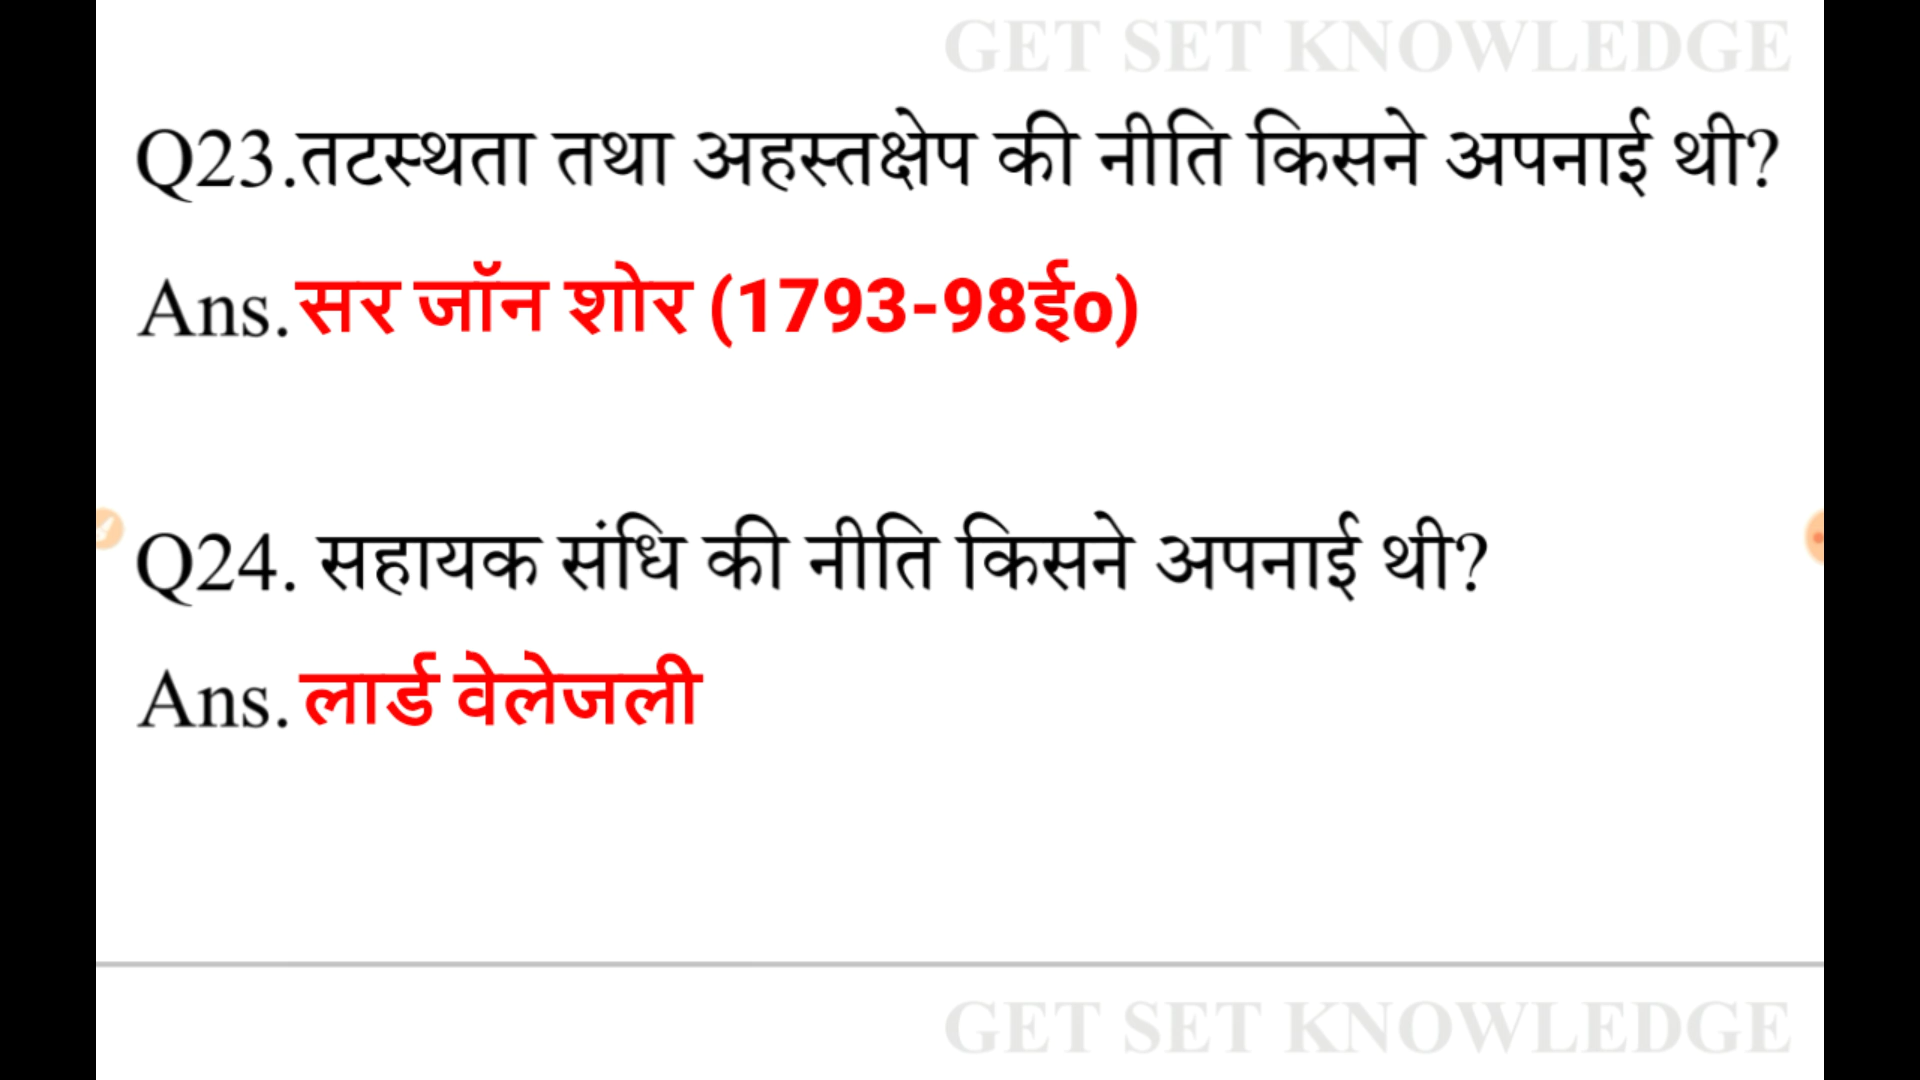 GET SET KNOWLEDGE
Q23.तटस्थता तथा अहस्तक्षेप की नीति किसने अपनाई थी?
Ans.सर जॉन शोर (1793-98ईo)
Q24. सहायक संधि की नीति किसने अपनाई थी?
Ans.लार्ड वेलेजली
GET SET KNOWLEDGE